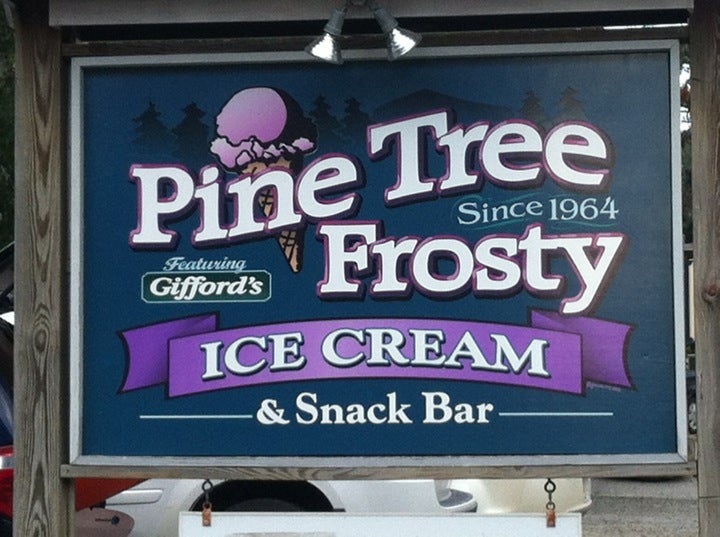 Pine Tree
Since 1964
Frosty
Featuring
Gifford's
ICE CREAM
& Snack Bar